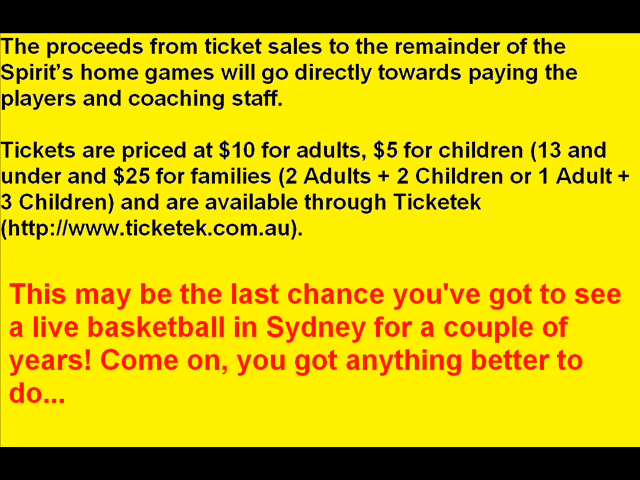 The proceeds from ticket sales to the remainder of the
Spirit's home games will go directly towards paying the
players and coaching staff.
Tickets are priced at $10 for adults, $5 for children (13 and
under and $25 for families (2 Adults + 2 Children or 1 Adult +
3 Children) and are available through Ticketek
(http://www.ticketek.com.au).
This may be the last chance you've got to see
a live basketball in Sydney for a couple of
years! Come on, you got anything better to
do...